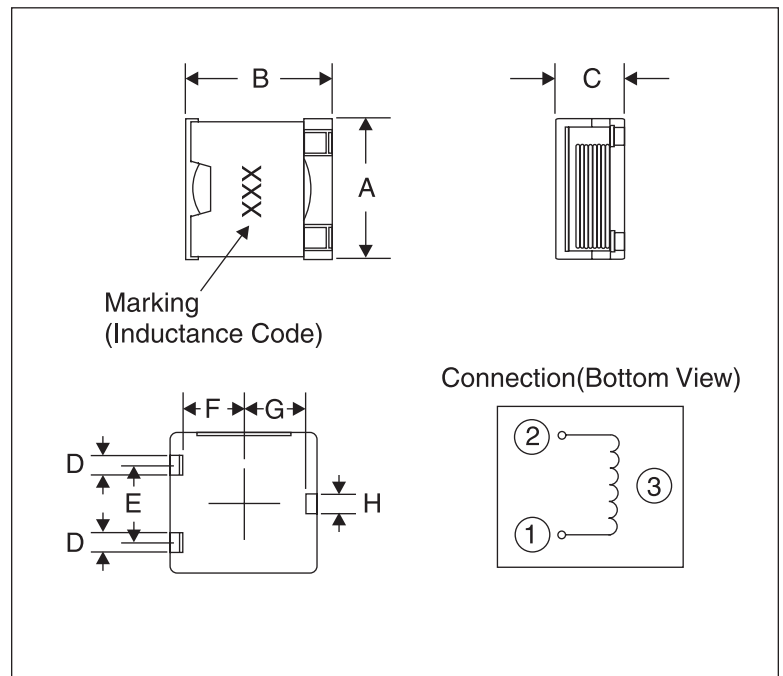 B
C
A
XXX
Marking
(Inductance Code)
Connection(Bottom View)
F
G
D
E
H
D
2
3
1